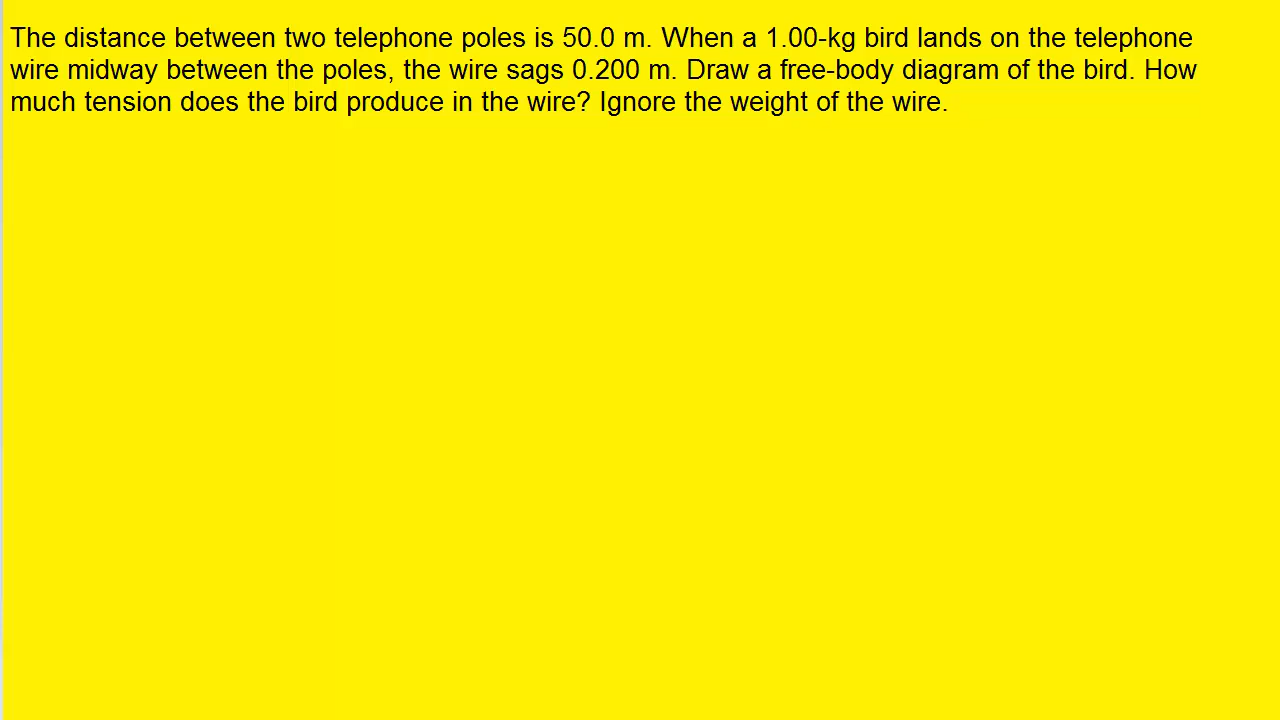 The distance between two telephone poles is 50.0 m. When a 1.00-kg bird lands on the telephone
wire midway between the poles, the wire sags 0.200 m. Draw a free-body diagram of the bird. How
much tension does the bird produce in the wire? Ignore the weight of the wire.